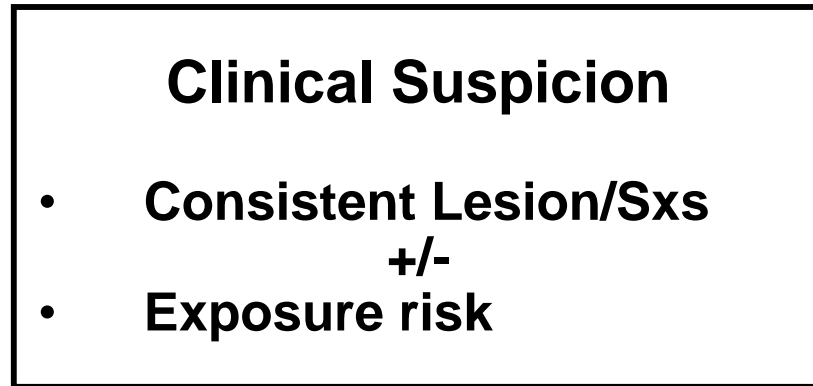 Clinical Suspicion
• Consistent Lesion/Sxs
+/-
• Exposure risk